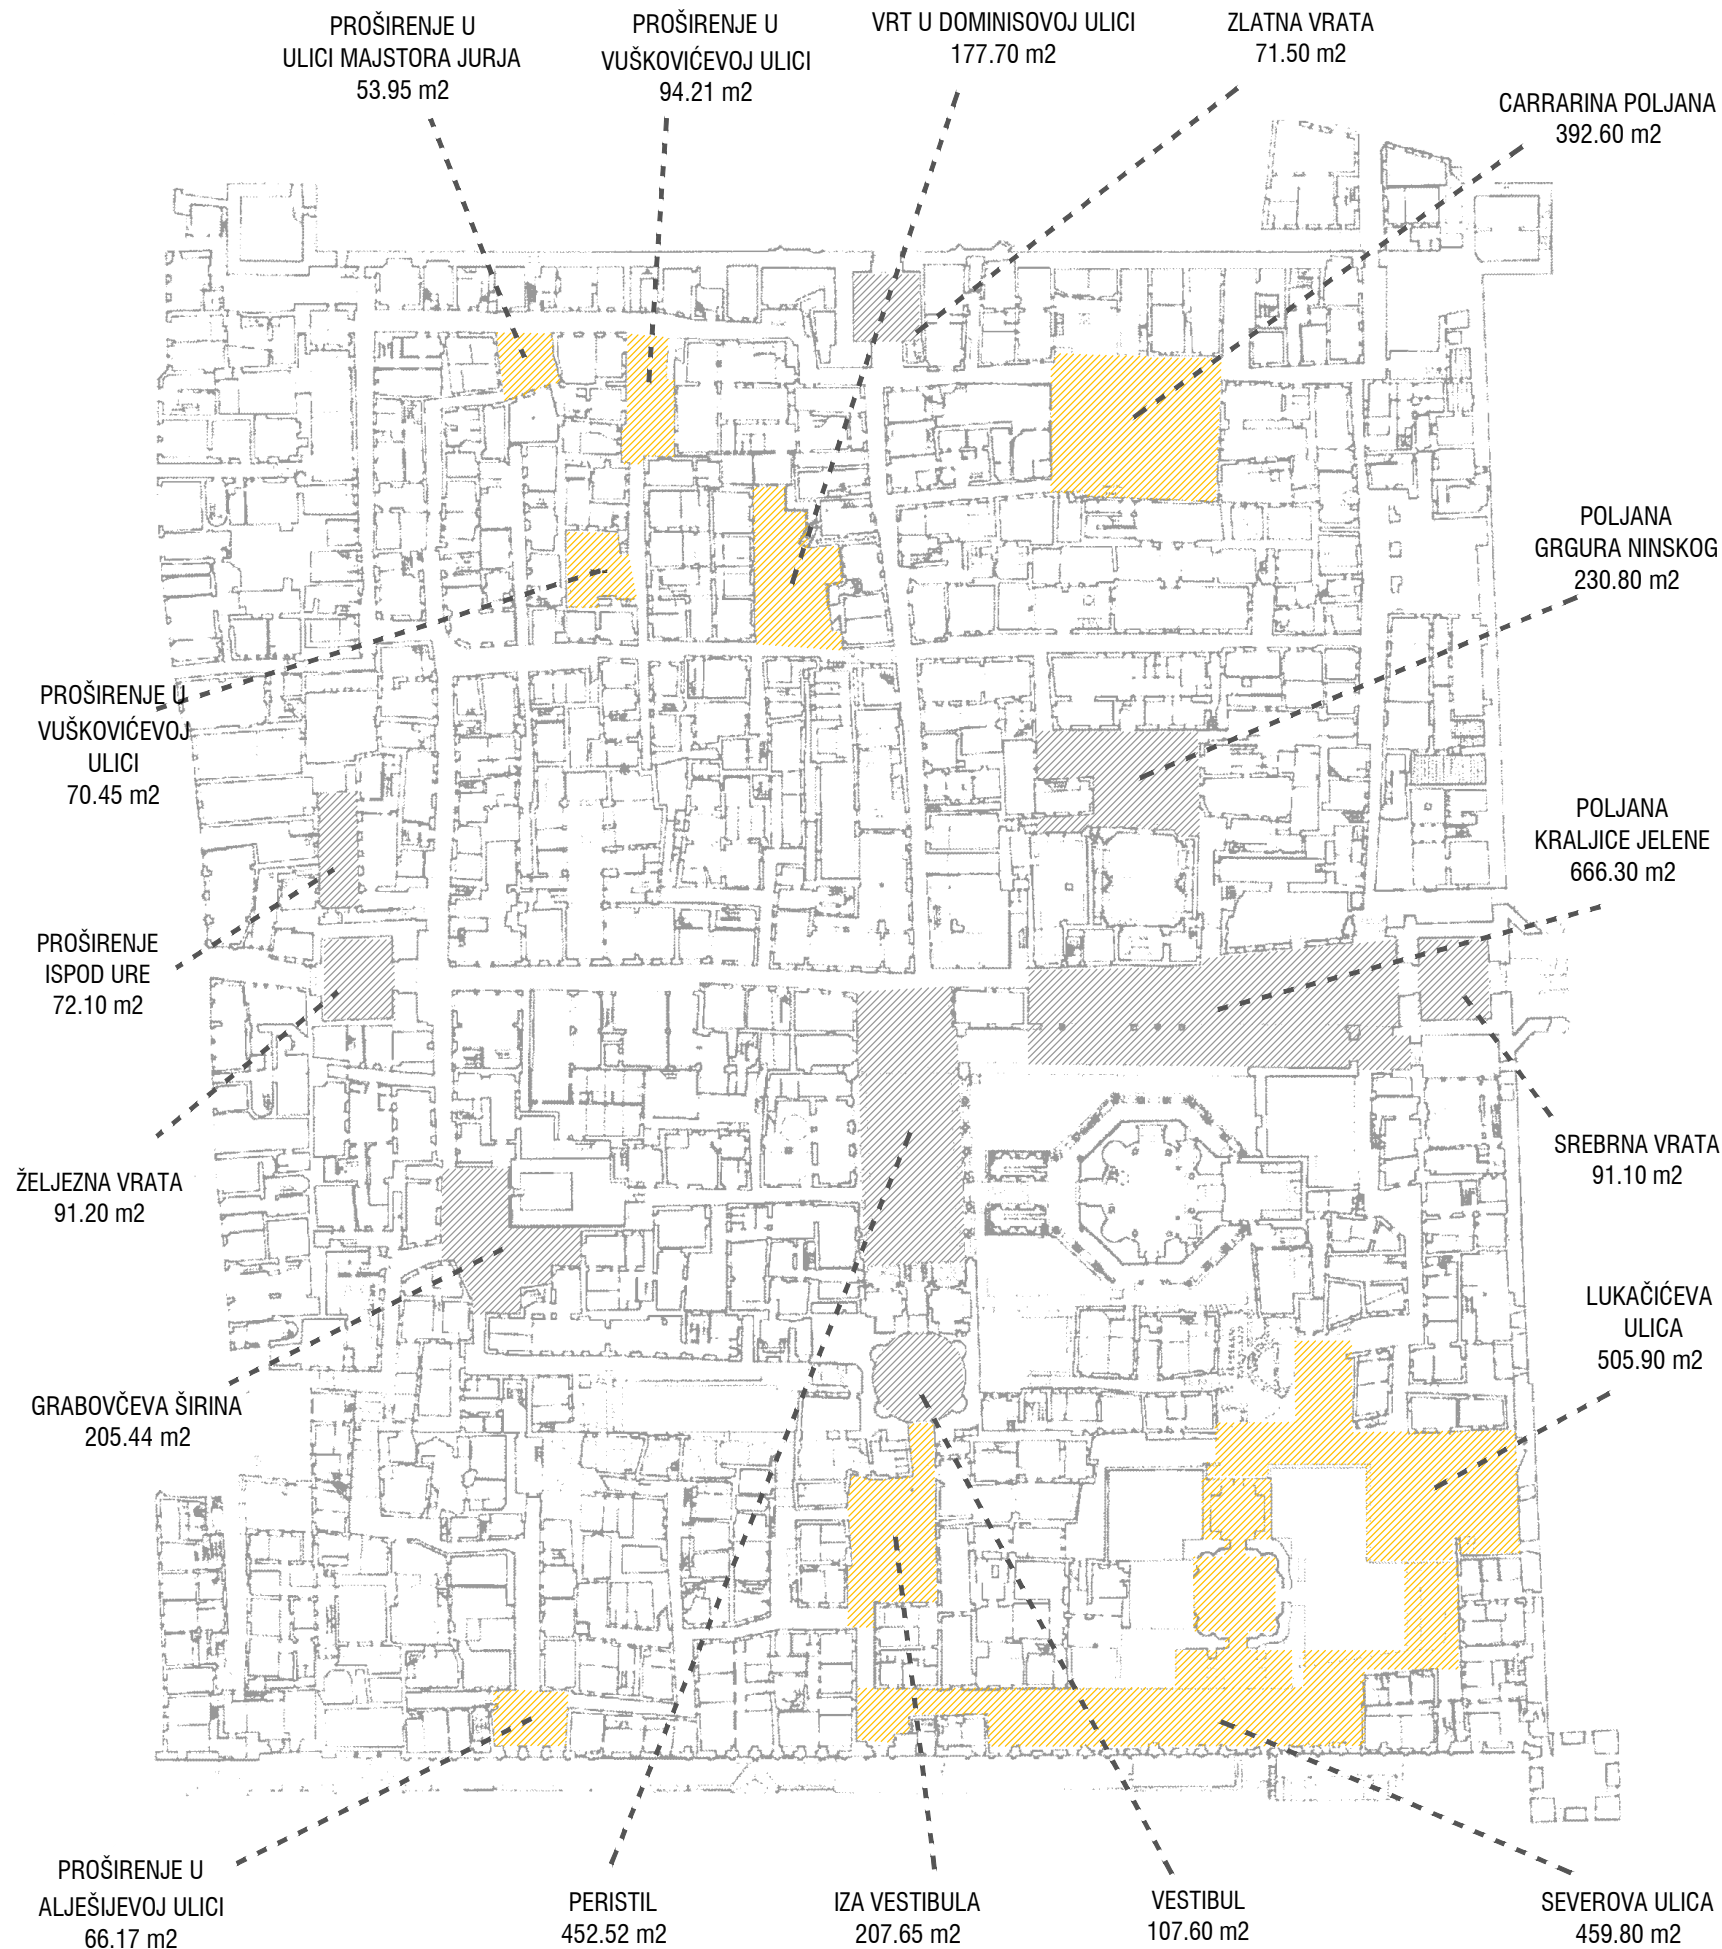 PROŠIRENJE U
ULICI MAJSTORA JURJA
53.95 m2
PROŠIRENJE U
VUŠKOVIĆEVOJ ULICI
94.21 m2
VRT U DOMINISOVOJ ULICI
177.70 m2
ZLATNA VRATA
71.50 m2
CARRARINA POLJANA
392.60 m2
POLJANA
GRGURA NINSKOG
230.80 m2
PROŠIRENJE U
VUŠKOVIĆEVOJ
ULICI
70.45 m2
POLJANA
KRALJICE JELENE
666.30 m2
PROŠIRENJE
ISPOD URE
72.10 m2
SREBRNA VRATA
91.10 m2
ŽELJEZNA VRATA
91.20 m2
LUKAČIĆEVA
ULICA
505.90 m2
GRABOVČEVA ŠIRINA
205.44 m2
PROŠIRENJE U
ALJEŠIJEVOJ ULICI
66.17 m2
PERISTIL
452.52 m2
IZA VESTIBULA
207.65 m2
VESTIBUL
107.60 m2
SEVEROVA ULICA
459.80 m2